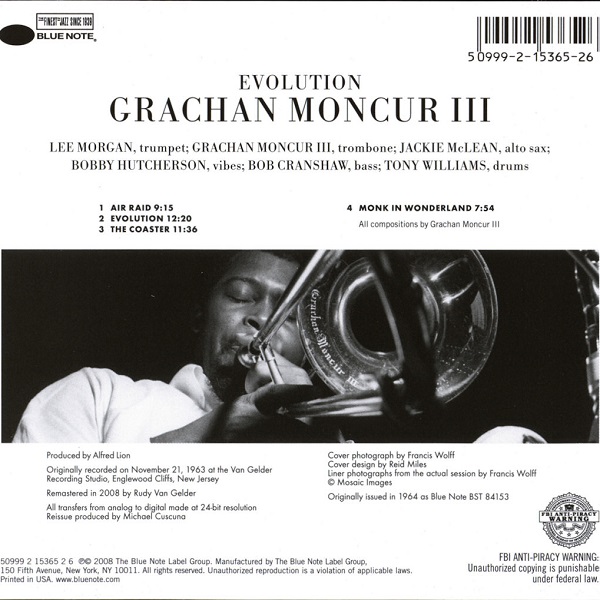 THE FINEST IN JAZZ SINCE 1939
BLUE NOTE®
5 0999-2-15365-26
EVOLUTION
GRACHAN MONCUR III
LEE MORGAN, trumpet; GRACHAN MONCUR III, trombone; JACKIE McLEAN, alto sax;
BOBBY HUTCHERSON, vibes; BOB CRANSHAW, bass; TONY WILLIAMS, drums
1 AIR RAID 9:15
2 EVOLUTION 12:20
3 THE COASTER 11:36
4 MONK IN WONDERLAND 7:54
All compositions by Grachan Moncur III
Grachan Moncur III
Produced by Alfred Lion
Originally recorded on November 21, 1963 at the Van Gelder
Recording Studio, Englewood Cliffs, New Jersey
Remastered in 2008 by Rudy Van Gelder
All transfers from analog to digital made at 24-bit resolution
Reissue produced by Michael Cuscuna
Cover photograph by Francis Wolff
Cover design by Reid Miles
Liner photographs from the actual session by Francis Wolff
© Mosaic Images
Originally issued in 1964 as Blue Note BST 84153
FBI ANTI-PIRACY
WARNING
FBI ANTI-PIRACY WARNING:
Unauthorized copying is punishable
under federal law.
50999 2 15365 2 6 ℗© 2008 The Blue Note Label Group. Manufactured by The Blue Note Label Group,
150 Fifth Avenue, New York, NY 10011. All rights reserved. Unauthorized reproduction is a violation of applicable laws.
Printed in USA. www.bluenote.com